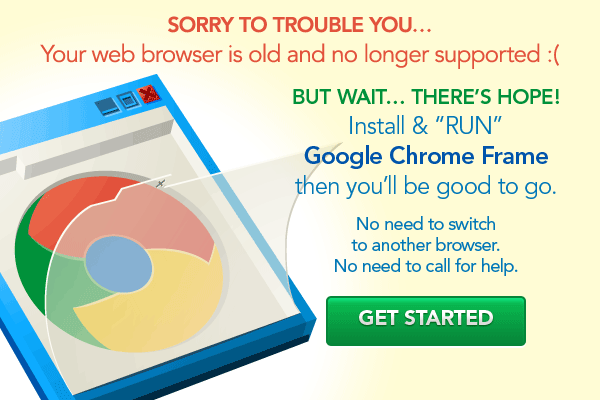 SORRY TO TROUBLE YOU...
Your web browser is old and no longer supported :(
BUT WAIT... THERE'S HOPE!
Install & “RUN”
Google Chrome Frame
then you'll be good to go.
No need to switch
to another browser.
No need to call for help.
GET STARTED